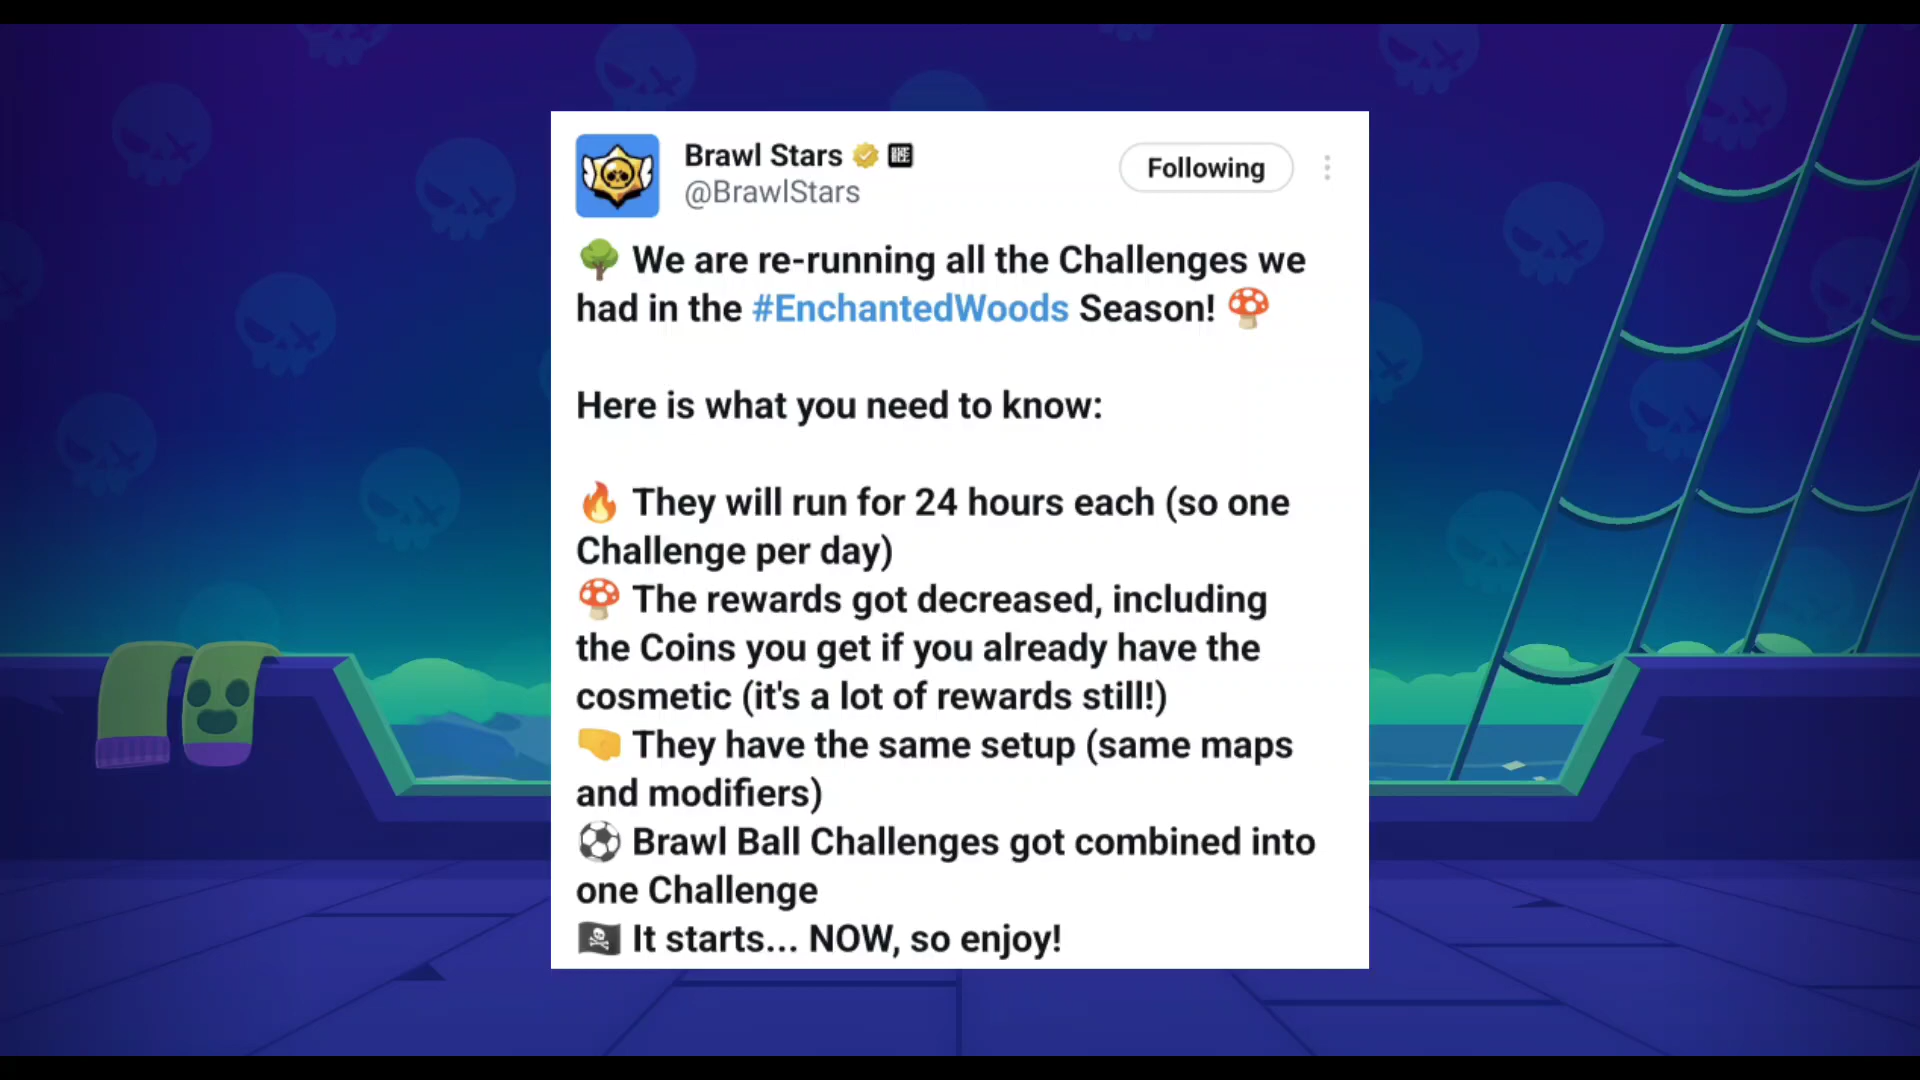 Brawl Stars
@BrawlStars
Following
🌳 We are re-running all the Challenges we
had in the #EnchantedWoods Season! 🍄
Here is what you need to know:
🔥 They will run for 24 hours each (so one
Challenge per day)
🍄 The rewards got decreased, including
the Coins you get if you already have the
cosmetic (it's a lot of rewards still!)
🤜 They have the same setup (same maps
and modifiers)
⚽ Brawl Ball Challenges got combined into
one Challenge
🏴‍☠️ It starts... NOW, so enjoy!